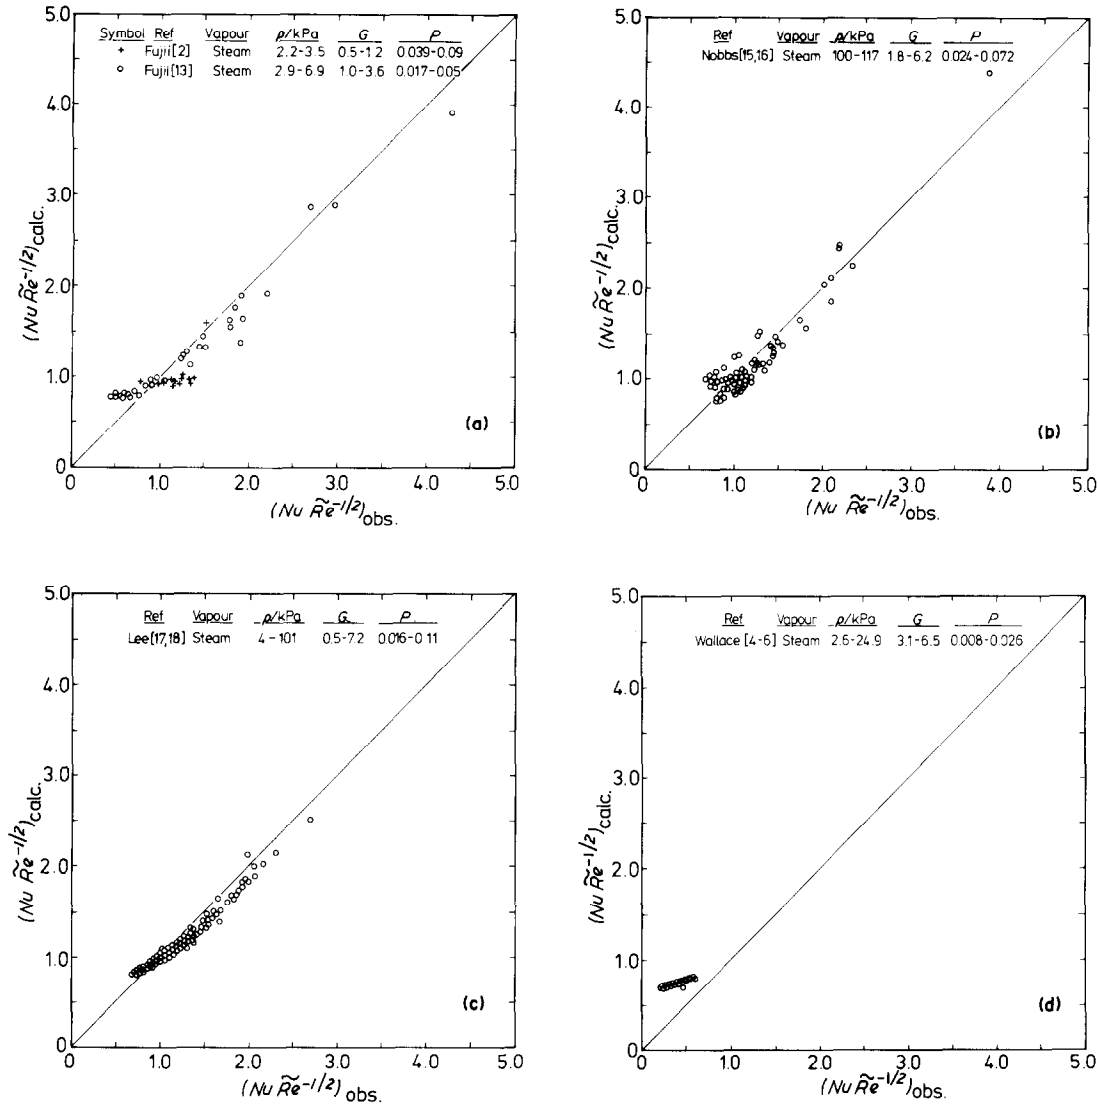 Symbol Ref Vapour p/kPa G P
+ Fujii[2] Steam 2.2-3.5 0.5-1.2 0.039-0.09
o Fujii[13] Steam 2.9-6.9 1.0-3.6 0.017-0.05
5.0
4.0
3.0
2.0
1.0
0
(Nu R̃e^-1/2)calc.
(a)
0 1.0 2.0 3.0 4.0 5.0
(Nu R̃e^-1/2)obs.
Ref Vapour p/kPa G P
Nobbs[15,16] Steam 100-117 1.8-6.2 0.024-0.072
5.0
4.0
3.0
2.0
1.0
0
(Nu R̃e^-1/2)calc.
(b)
0 1.0 2.0 3.0 4.0 5.0
(Nu R̃e^-1/2)obs.
Ref Vapour p/kPa G P
Lee[17,18] Steam 4-101 0.5-7.2 0.016-0.11
5.0
4.0
3.0
2.0
1.0
0
(Nu R̃e^-1/2)calc.
(c)
0 1.0 2.0 3.0 4.0 5.0
(Nu R̃e^-1/2)obs.
Ref Vapour p/kPa G P
Wallace [4-6] Steam 2.5-24.9 3.1-6.5 0.008-0.026
5.0
4.0
3.0
2.0
1.0
0
(Nu R̃e^-1/2)calc.
(d)
0 1.0 2.0 3.0 4.0 5.0
(Nu R̃e^-1/2)obs.